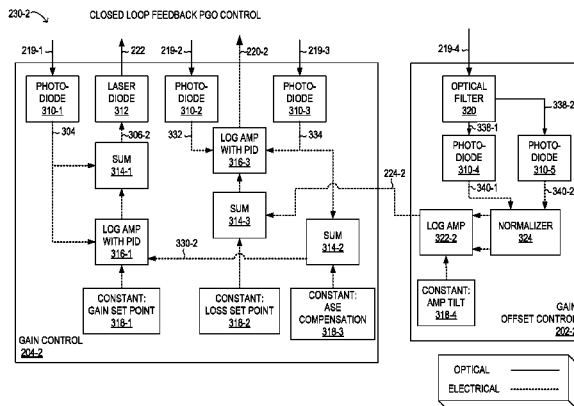 230-2
CLOSED LOOP FEEDBACK PGO CONTROL
219-1
222
219-2
220-2
219-3
219-4
PHOTO-
DIODE
310-1
LASER
DIODE
312
PHOTO-
DIODE
310-2
PHOTO-
DIODE
310-3
OPTICAL
FILTER
320
338-2
304
306-2
332
334
338-1
LOG AMP
WITH PID
316-3
PHOTO-
DIODE
310-4
PHOTO-
DIODE
310-5
SUM
314-1
340-1
340-2
224-2
SUM
314-3
LOG AMP
WITH PID
316-1
330-2
SUM
314-2
LOG AMP
322-2
NORMALIZER
324
CONSTANT:
GAIN SET POINT
318-1
CONSTANT:
LOSS SET POINT
318-2
CONSTANT:
ASE
COMPENSATION
318-3
CONSTANT:
AMP TILT
318-4
GAIN CONTROL
204-2
GAIN
OFFSET CONTROL
202-2
OPTICAL
ELECTRICAL